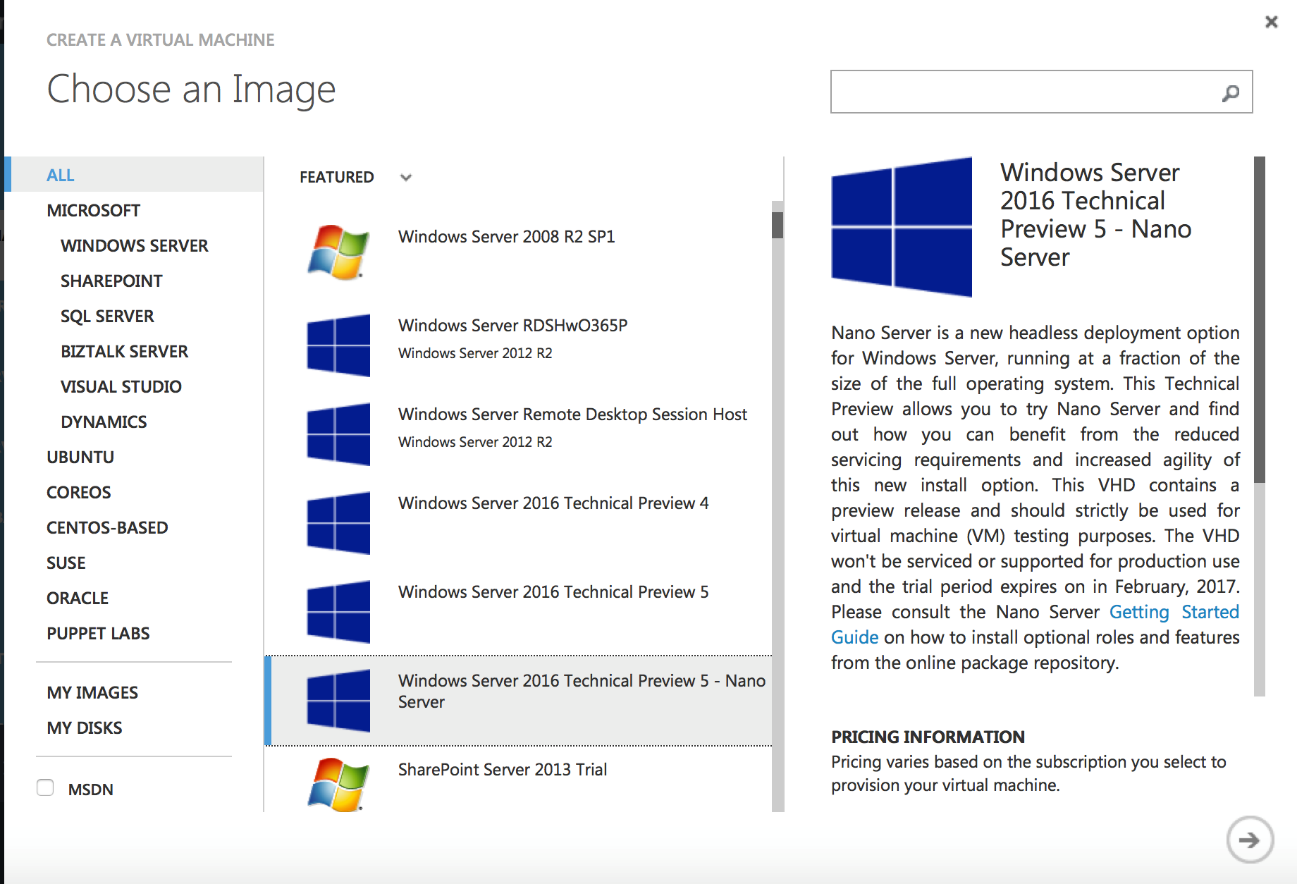 CREATE A VIRTUAL MACHINE
Choose an Image
ALL
MICROSOFT
WINDOWS SERVER
SHAREPOINT
SQL SERVER
BIZTALK SERVER
VISUAL STUDIO
DYNAMICS
UBUNTU
COREOS
CENTOS-BASED
SUSE
ORACLE
PUPPET LABS
MY IMAGES
MY DISKS
MSDN
FEATURED
Windows Server 2008 R2 SP1
Windows Server RDSHwO365P
Windows Server 2012 R2
Windows Server Remote Desktop Session Host
Windows Server 2012 R2
Windows Server 2016 Technical Preview 4
Windows Server 2016 Technical Preview 5
Windows Server 2016 Technical Preview 5 - Nano
Server
SharePoint Server 2013 Trial
Windows Server
2016 Technical
Preview 5 - Nano
Server
Nano Server is a new headless deployment option
for Windows Server, running at a fraction of the
size of the full operating system. This Technical
Preview allows you to try Nano Server and find
out how you can benefit from the reduced
servicing requirements and increased agility of
this new install option. This VHD contains a
preview release and should strictly be used for
virtual machine (VM) testing purposes. The VHD
won't be serviced or supported for production use
and the trial period expires on in February, 2017.
Please consult the Nano Server Getting Started
Guide on how to install optional roles and features
from the online package repository.
PRICING INFORMATION
Pricing varies based on the subscription you select to
provision your virtual machine.